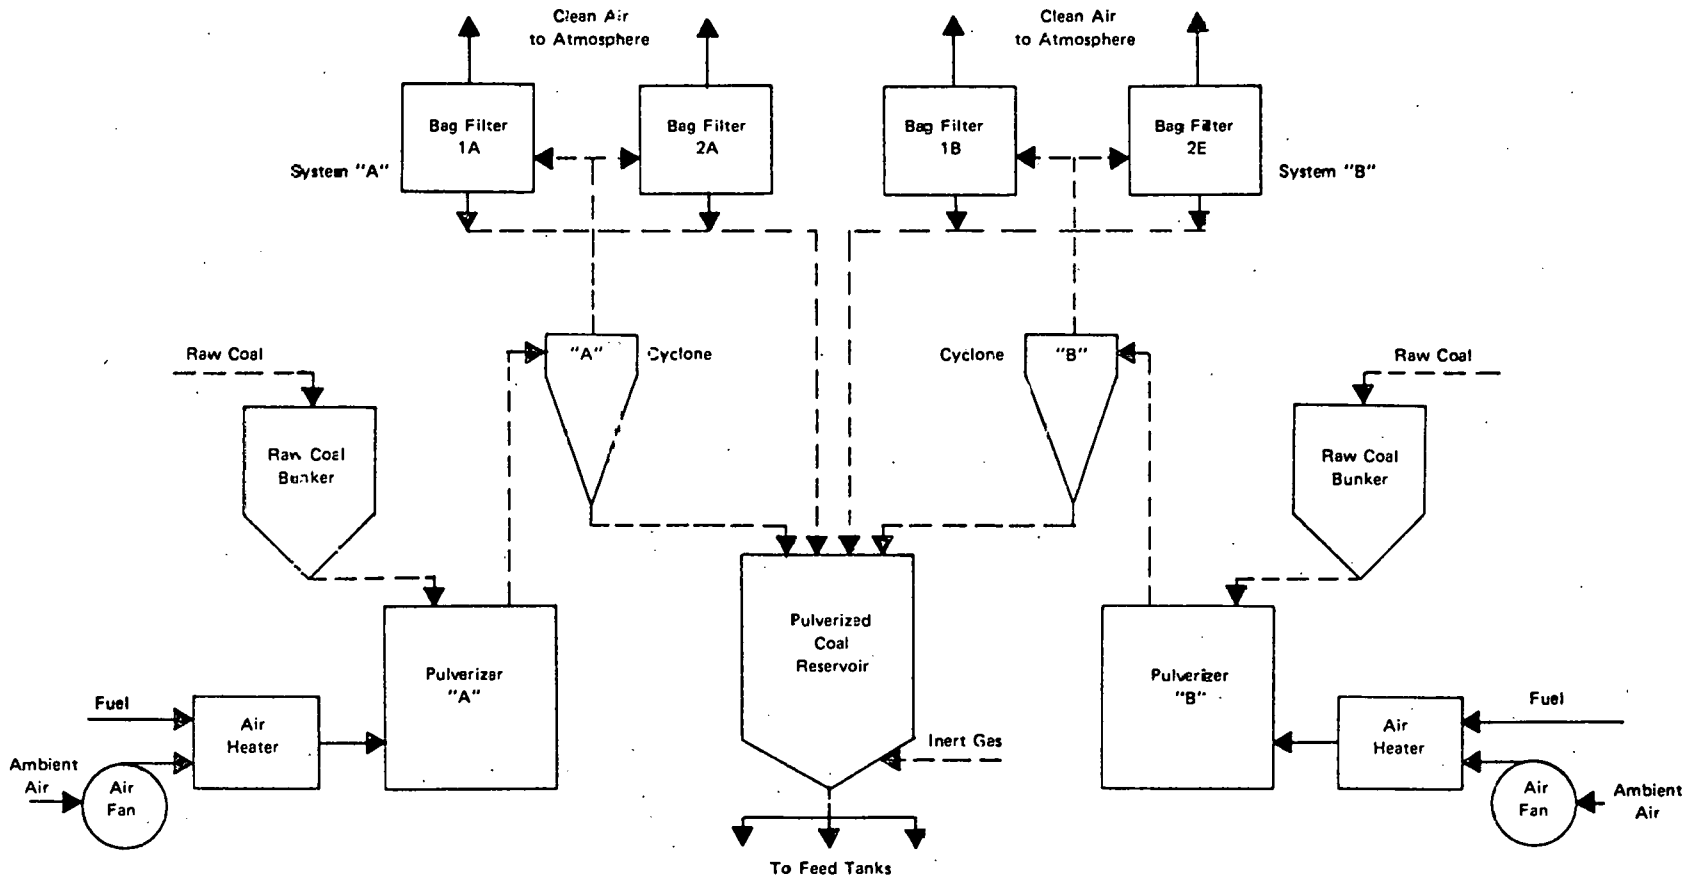 Clean Air
to Atmosphere
Clean Air
to Atmosphere
Bag Filter
1A
Bag Filter
2A
Bag Filter
1B
Bag Filter
2E
System "A"
System "B"
Raw Coal
"A"
Cyclone
Cyclone
"B"
Raw Coal
Raw Coal
Bunker
Raw Coal
Bunker
Pulverized
Coal
Reservoir
Pulverizer
"A"
Pulverizer
"B"
Fuel
Air
Heater
Inert Gas
Air
Heater
Fuel
Ambient
Air
Air
Fan
Air
Fan
Ambient
Air
To Feed Tanks